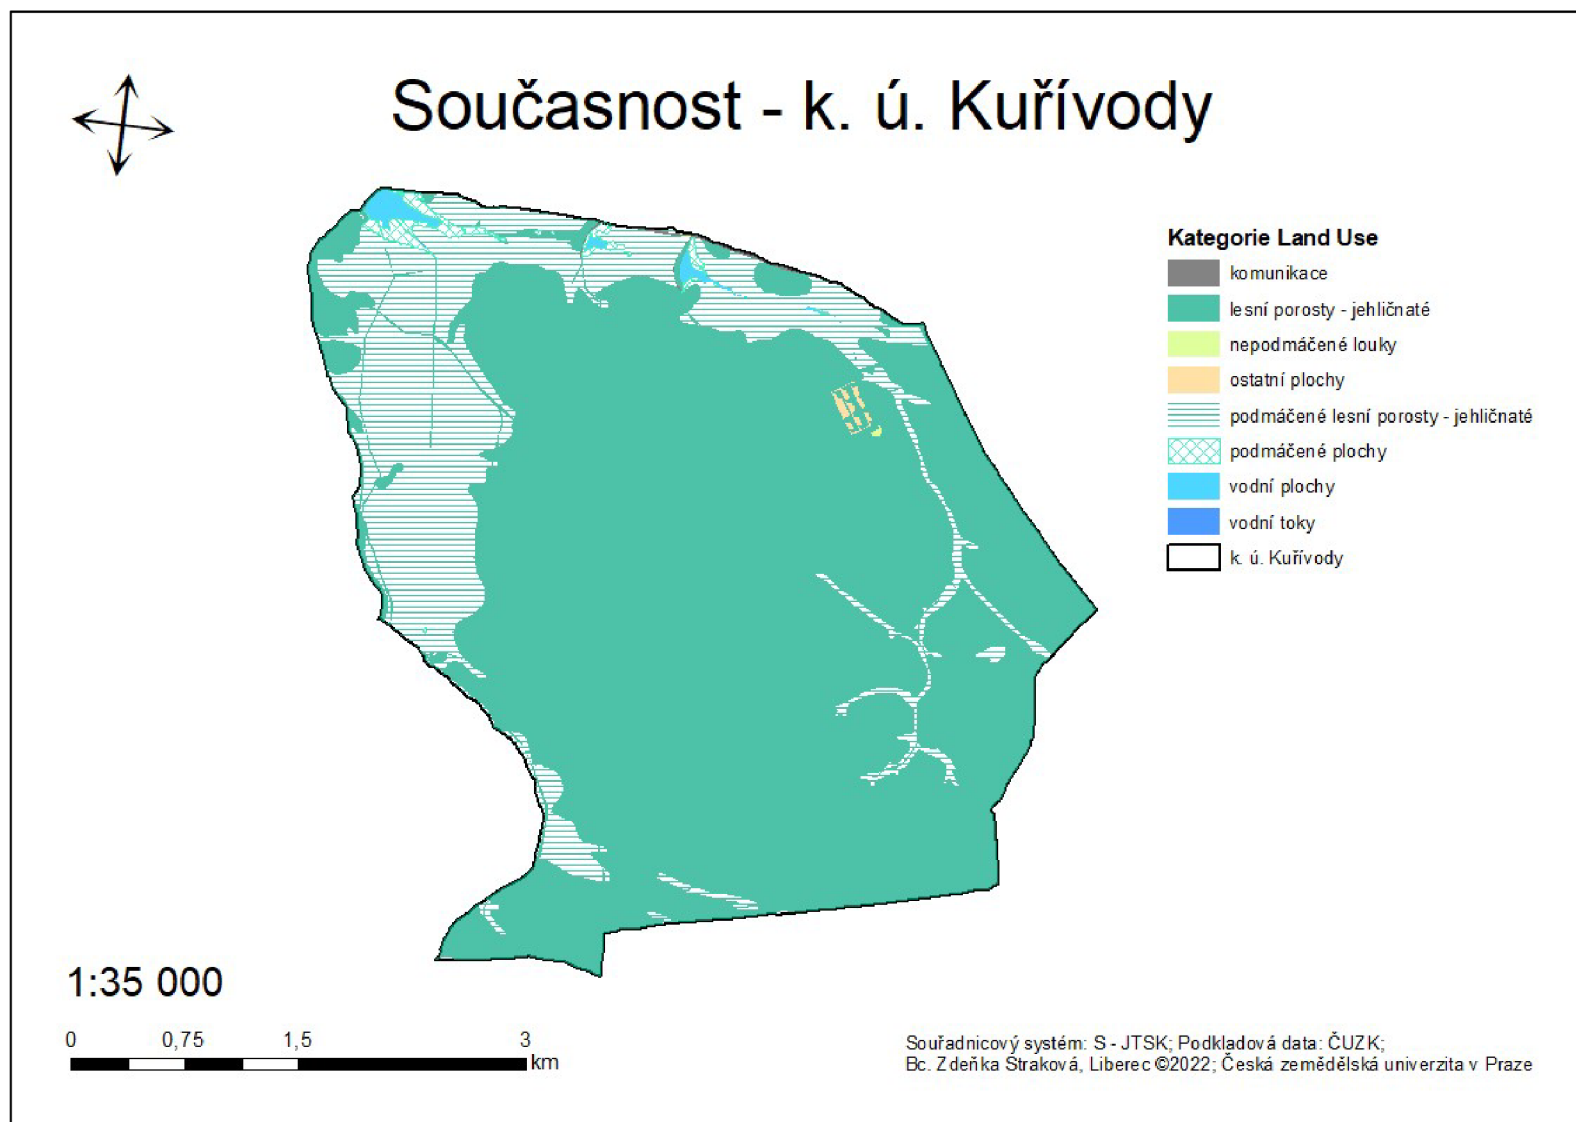 Současnost - k. ú. Kuřívody
Kategorie Land Use
komunikace
lesní porosty - jehličnaté
nepodmáčené louky
ostatní plochy
podmáčené lesní porosty - jehličnaté
podmáčené plochy
vodní plochy
vodní toky
k. ú. Kuřívody
1:35 000
0 0,75 1,5 3
km
Souřadnicový systém: S - JTSK; Podkladová data: ČUZK;
Bc. Zdeňka Straková, Liberec ©2022; Česká zemědělská univerzita v Praze